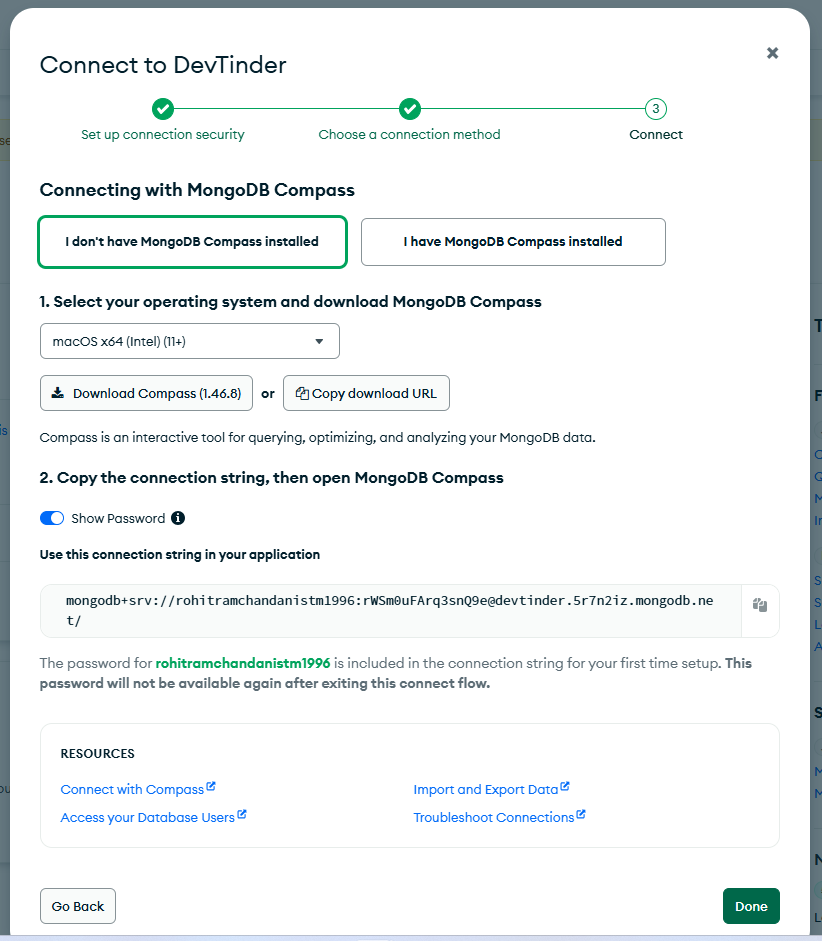 Connect to DevTinder
3
Set up connection security
Choose a connection method
Connect
Connecting with MongoDB Compass
I don't have MongoDB Compass installed
I have MongoDB Compass installed
1. Select your operating system and download MongoDB Compass
macOS x64 (Intel) (11+)
Download Compass (1.46.8)
or
Copy download URL
Compass is an interactive tool for querying, optimizing, and analyzing your MongoDB data.
2. Copy the connection string, then open MongoDB Compass
Show Password
Use this connection string in your application
mongodb+srv://rohitramchandanistm1996:rWSm0uFArq3snQ9e@devtinder.5r7n2iz.mongodb.ne
t/
The password for rohitramchandanistm1996 is included in the connection string for your first time setup. This
password will not be available again after exiting this connect flow.
RESOURCES
Connect with Compass
Import and Export Data
Access your Database Users
Troubleshoot Connections
Go Back
Done